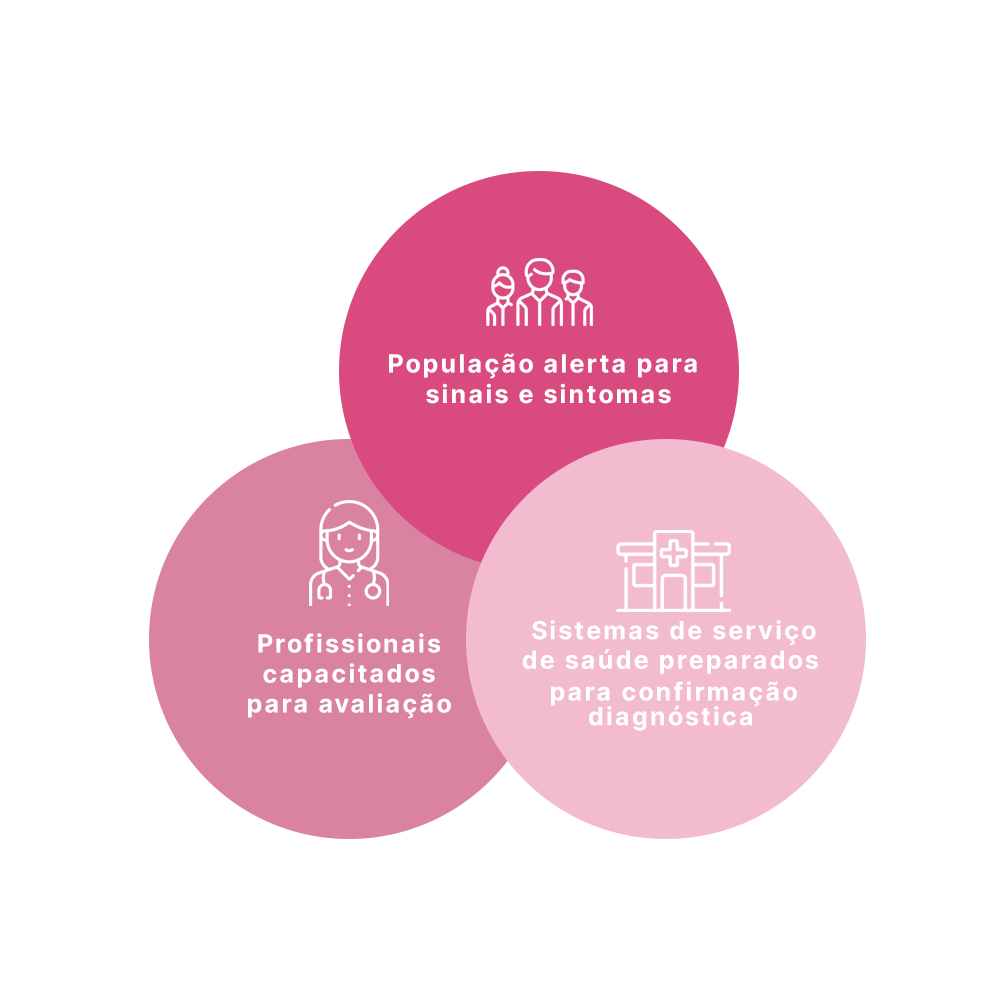 População alerta para
sinais e sintomas
Profissionais
capacitados
para avaliação
Sistemas de serviço
de saúde preparados
para confirmação
diagnóstica